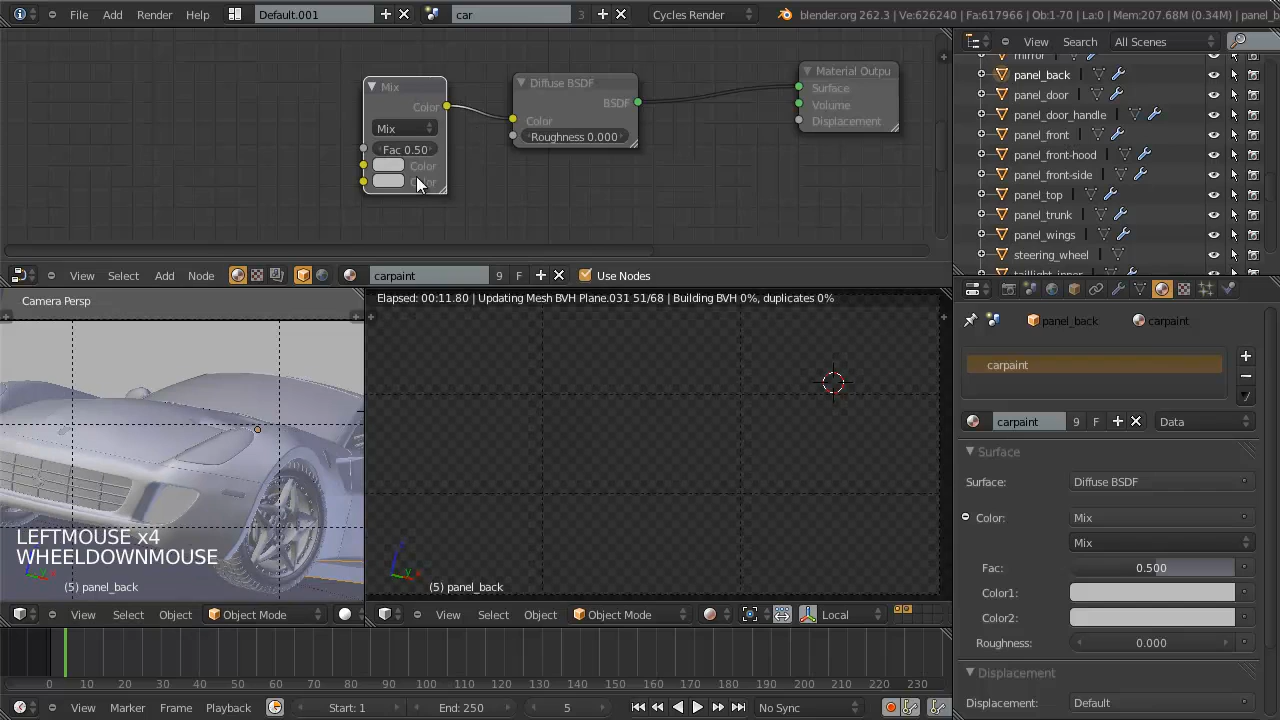 File Add Render Help Default.001 car 3 Cycles Render blender.org 262.3 | Ve:626240 | Fa:617966 | Ob:1-70 | La:0 | Mem:207.68M (0.34M) | panel_b
View Search All Scenes
mirror
panel_back
panel_door
panel_door_handle
panel_front
panel_front-hood
panel_front-side
panel_top
panel_trunk
panel_wings
steering_wheel
taillight_inner
Mix
Color
Mix
Fac 0.50
Color
Color
Diffuse BSDF
BSDF
Color
Roughness 0.000
Material Outpu
Surface
Volume
Displacement
View Select Add Node carpaint 9 F Use Nodes
Camera Persp
LEFTMOUSE x4
WHEELDOWNMOUSE
(5) panel_back
View Select Object Object Mode
Elapsed: 00:11.80 | Updating Mesh BVH Plane.031 51/68 | Building BVH 0%, duplicates 0%
(5) panel_back
View Select Object Object Mode Local
panel_back carpaint
carpaint
carpaint 9 F Data
Surface
Surface: Diffuse BSDF
Color: Mix
Mix
Fac: 0.500
Color1:
Color2:
Roughness: 0.000
Displacement
Displacement: Default
0 10 20 30 40 50 60 70 80 90 100 110 120 130 140 150 160 170 180 190 200 210 220 230
View Marker Frame Playback Start: 1 End: 250 5 No Sync